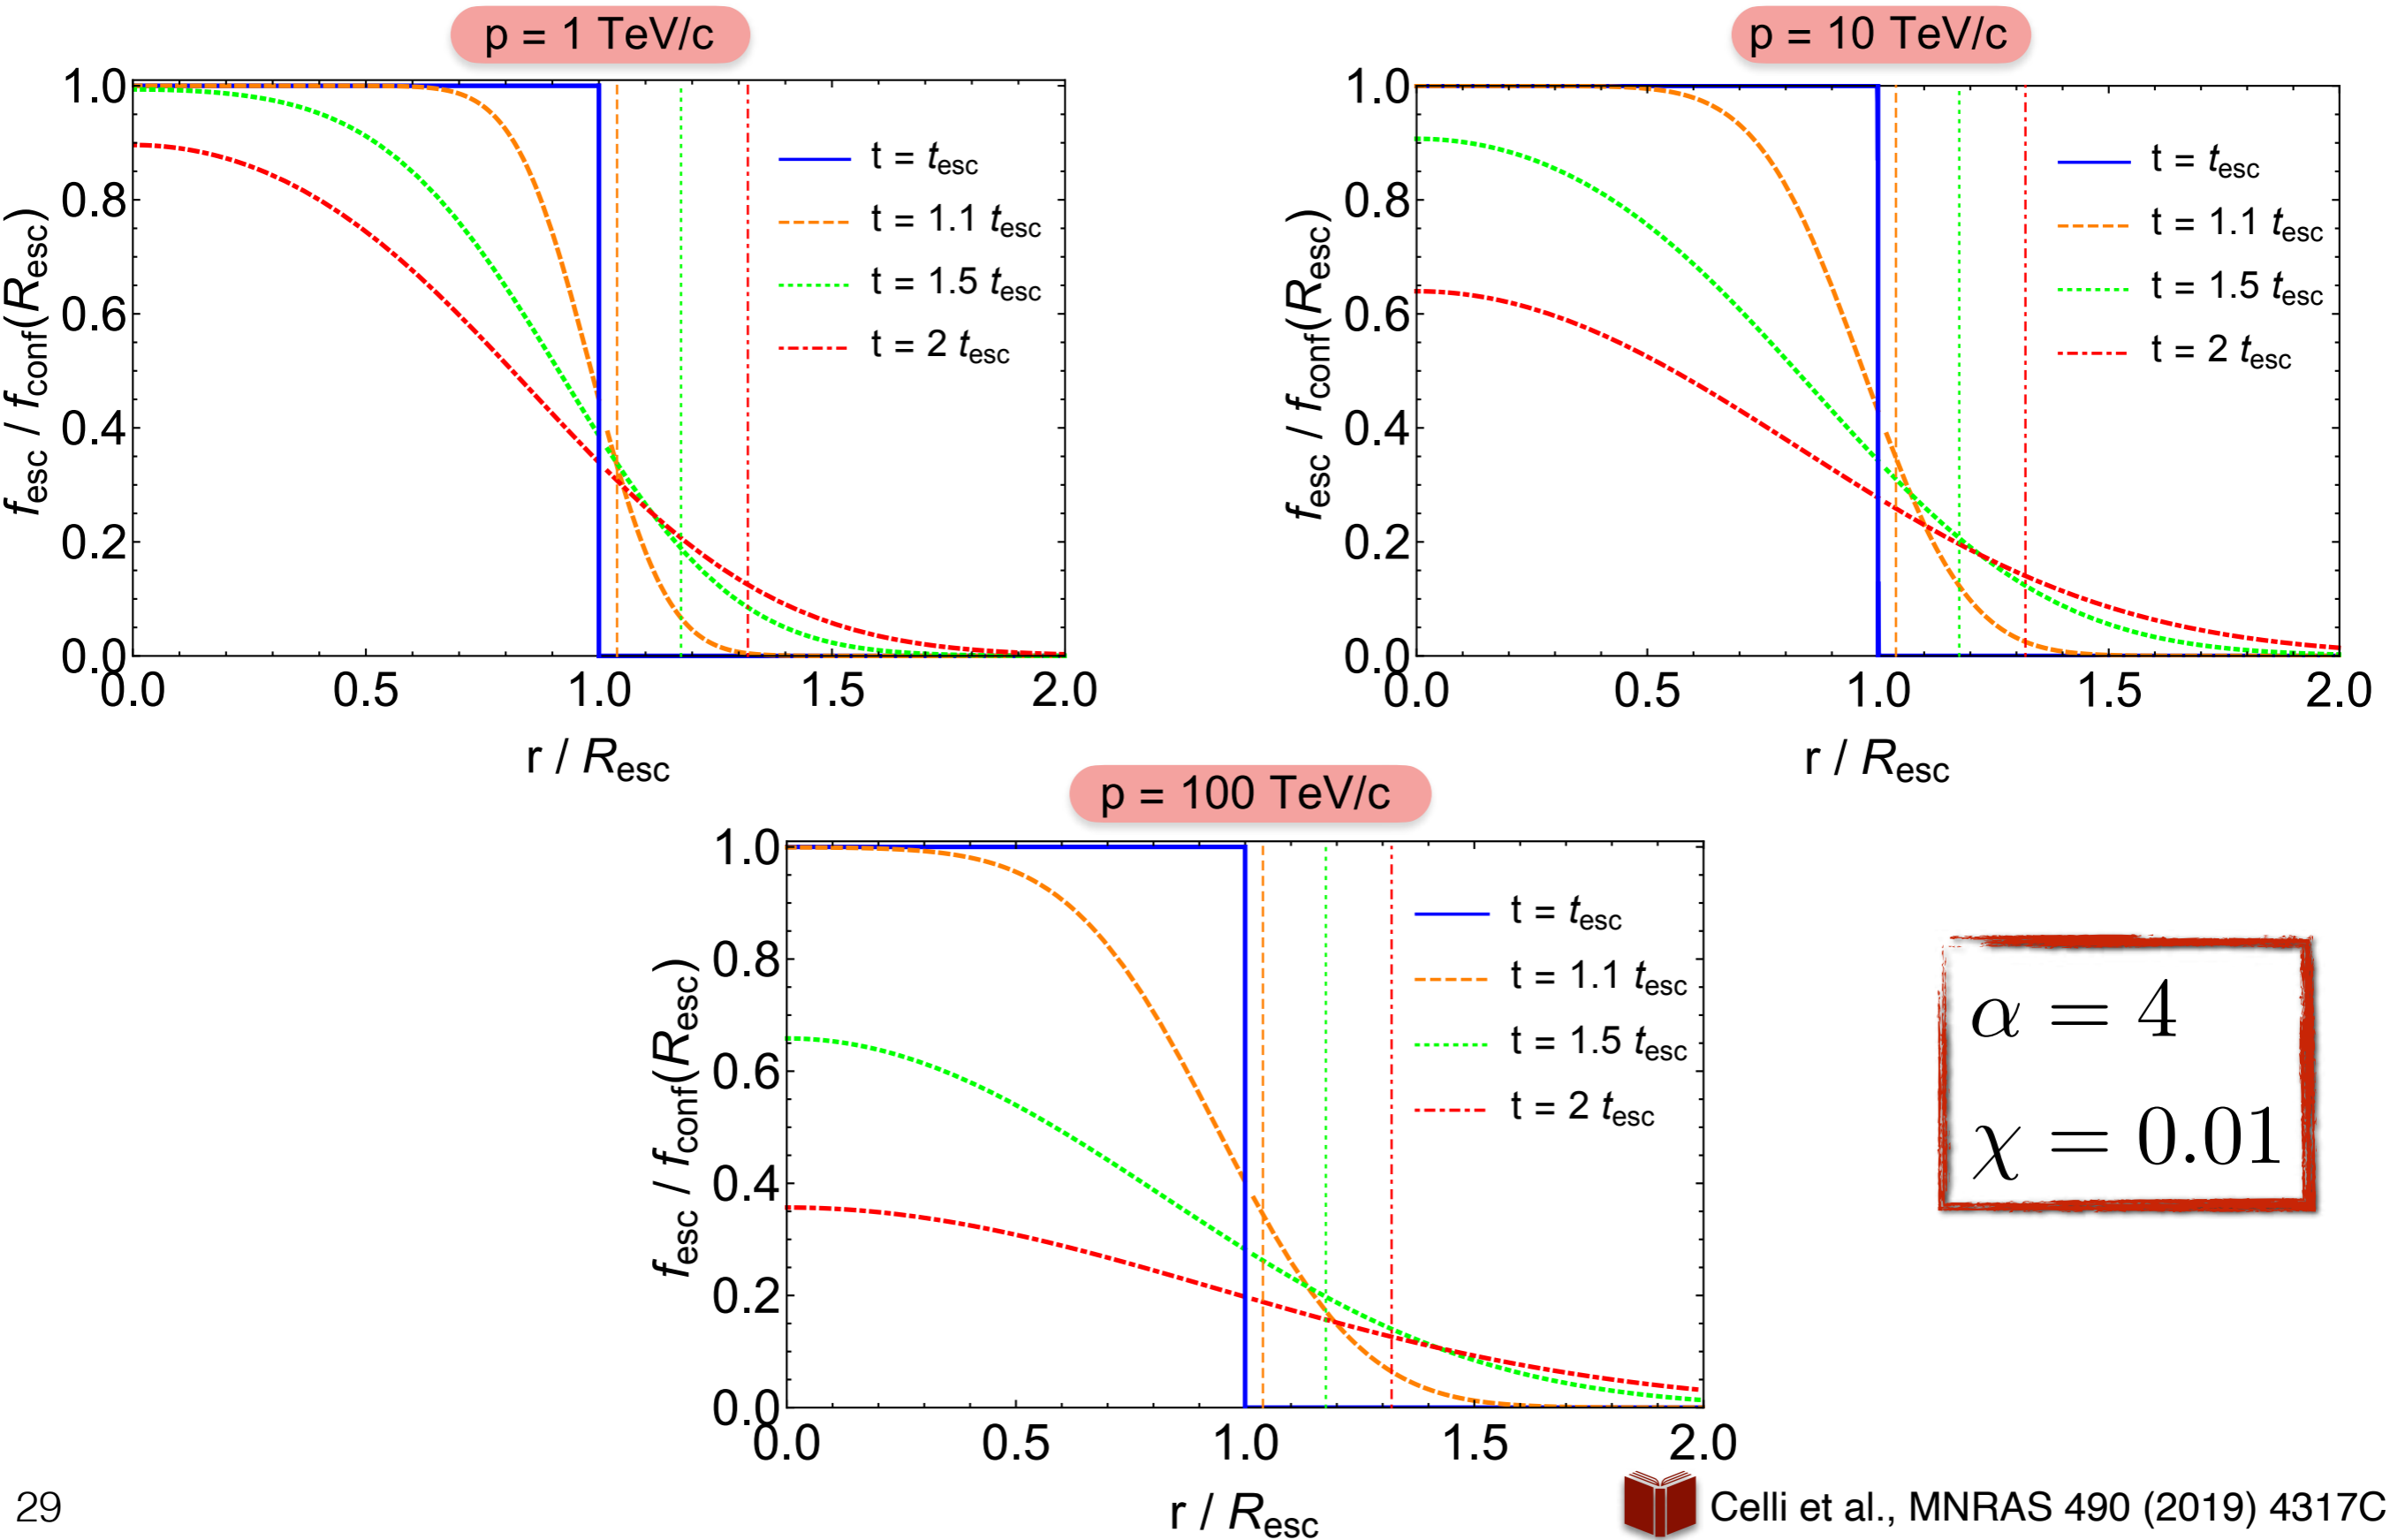 p = 1 TeV/c
1.0
0.8
0.6
0.4
0.2
0.0
f_esc / f_conf(R_esc)
t = t_esc
t = 1.1 t_esc
t = 1.5 t_esc
t = 2 t_esc
0.0 0.5 1.0 1.5 2.0
r / R_esc
p = 10 TeV/c
1.0
0.8
0.6
0.4
0.2
0.0
f_esc / f_conf(R_esc)
t = t_esc
t = 1.1 t_esc
t = 1.5 t_esc
t = 2 t_esc
0.0 0.5 1.0 1.5 2.0
r / R_esc
p = 100 TeV/c
1.0
0.8
0.6
0.4
0.2
0.0
f_esc / f_conf(R_esc)
t = t_esc
t = 1.1 t_esc
t = 1.5 t_esc
t = 2 t_esc
0.0 0.5 1.0 1.5 2.0
r / R_esc
α = 4
χ = 0.01
29
Celli et al., MNRAS 490 (2019) 4317C